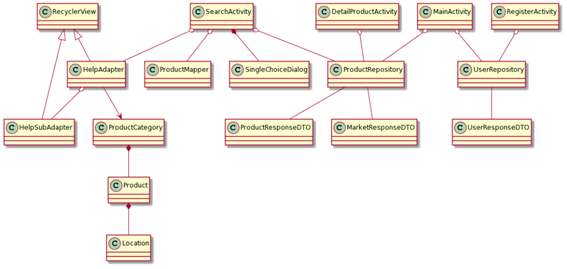 C RecyclerView
C SearchActivity
C DetailProductActivity
C MainActivity
C RegisterActivity
C HelpAdapter
C ProductMapper
C SingleChoiceDialog
C ProductRepository
C UserRepository
C HelpSubAdapter
C ProductCategory
C ProductResponseDTO
C MarketResponseDTO
C UserResponseDTO
C Product
C Location